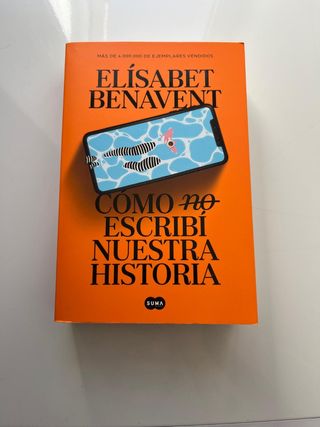 MÁS DE 4.000.000 DE EJEMPLARES VENDIDOS
ELÍSABET
BENAVENT
CÓMO no
ESCRIBÍ
NUESTRA
HISTORIA
SUMA